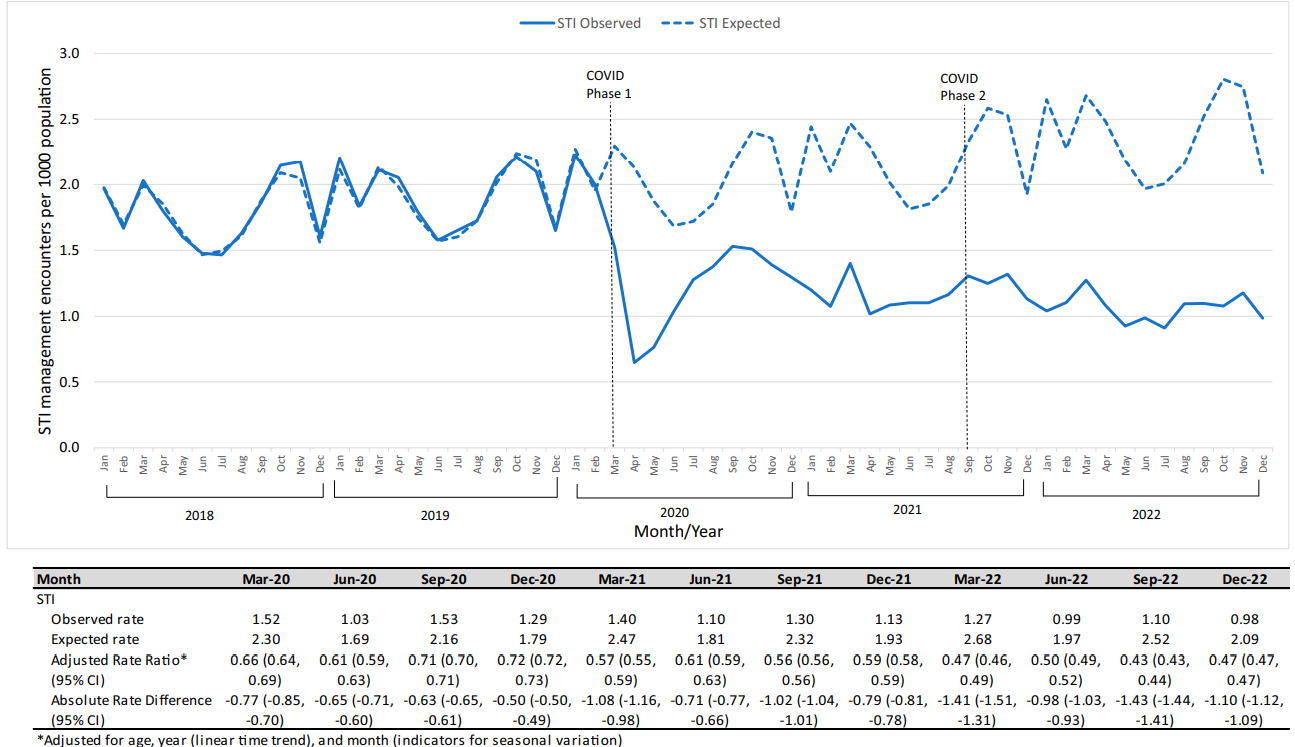 STI Observed STI Expected
STI management encounters per 1000 population
3.0
2.5
2.0
1.5
1.0
0.5
0.0
COVID
Phase 1
COVID
Phase 2
Jan Feb Mar Apr May Jun Jul Aug Sep Oct Nov Dec Jan Feb Mar Apr May Jun Jul Aug Sep Oct Nov Dec Jan Feb Mar Apr May Jun Jul Aug Sep Oct Nov Dec Jan Feb Mar Apr May Jun Jul Aug Sep Oct Nov Dec Jan Feb Mar Apr May Jun Jul Aug Sep Oct Nov Dec
2018 2019 2020 2021 2022
Month/Year
Month Mar-20 Jun-20 Sep-20 Dec-20 Mar-21 Jun-21 Sep-21 Dec-21 Mar-22 Jun-22 Sep-22 Dec-22
STI
Observed rate 1.52 1.03 1.53 1.29 1.40 1.10 1.30 1.13 1.27 0.99 1.10 0.98
Expected rate 2.30 1.69 2.16 1.79 2.47 1.81 2.32 1.93 2.68 1.97 2.52 2.09
Adjusted Rate Ratio* 0.66 (0.64, 0.61 (0.59, 0.71 (0.70, 0.72 (0.72, 0.57 (0.55, 0.61 (0.59, 0.56 (0.56, 0.59 (0.58, 0.47 (0.46, 0.50 (0.49, 0.43 (0.43, 0.47 (0.47,
(95% CI) 0.69) 0.63) 0.71) 0.73) 0.59) 0.63) 0.56) 0.59) 0.49) 0.52) 0.44) 0.47)
Absolute Rate Difference -0.77 (-0.85, -0.65 (-0.71, -0.63 (-0.65, -0.50 (-0.50, -1.08 (-1.16, -0.71 (-0.77, -1.02 (-1.04, -0.79 (-0.81, -1.41 (-1.51, -0.98 (-1.03, -1.43 (-1.44, -1.10 (-1.12,
(95% CI) -0.70) -0.60) -0.61) -0.49) -0.98) -0.66) -1.01) -0.78) -1.31) -0.93) -1.41) -1.09)
*Adjusted for age, year (linear time trend), and month (indicators for seasonal variation)